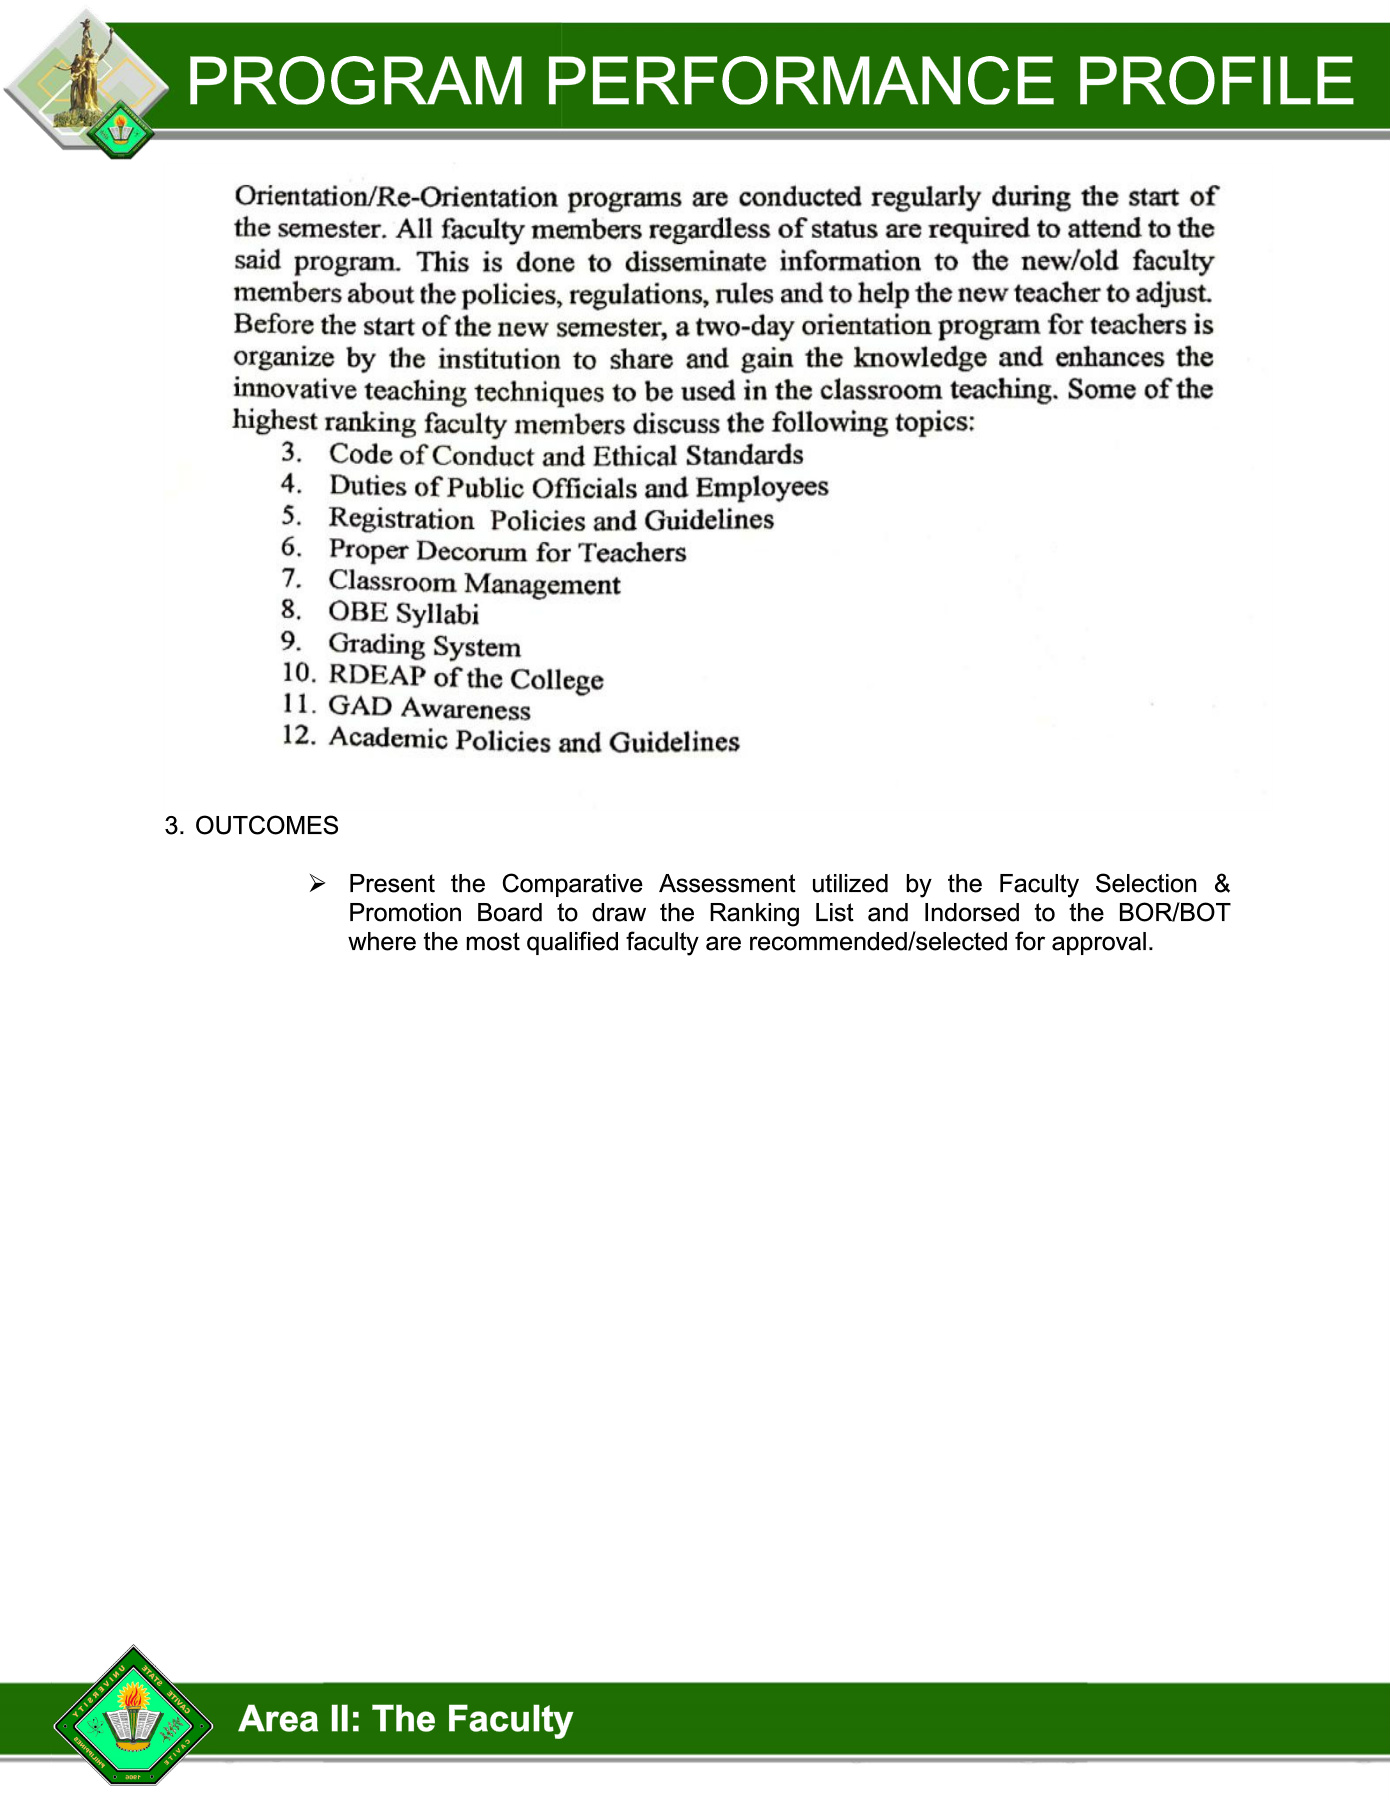 PROGRAM PERFORMANCE PROFILE
Orientation/Re-Orientation programs are conducted regularly during the start of
the semester. All faculty members regardless of status are required to attend to the
said program. This is done to disseminate information to the new/old faculty
members about the policies, regulations, rules and to help the new teacher to adjust.
Before the start of the new semester, a two-day orientation program for teachers is
organize by the institution to share and gain the knowledge and enhances the
innovative teaching techniques to be used in the classroom teaching. Some of the
highest ranking faculty members discuss the following topics:
3. Code of Conduct and Ethical Standards
4. Duties of Public Officials and Employees
5. Registration Policies and Guidelines
6. Proper Decorum for Teachers
7. Classroom Management
8. OBE Syllabi
9. Grading System
10. RDEAP of the College
11. GAD Awareness
12. Academic Policies and Guidelines
3. OUTCOMES
➢ Present the Comparative Assessment utilized by the Faculty Selection &
Promotion Board to draw the Ranking List and Indorsed to the BOR/BOT
where the most qualified faculty are recommended/selected for approval.
CAVITE STATE UNIVERSITY
CAVITE
PHILIPPINES
1906
Area II: The Faculty